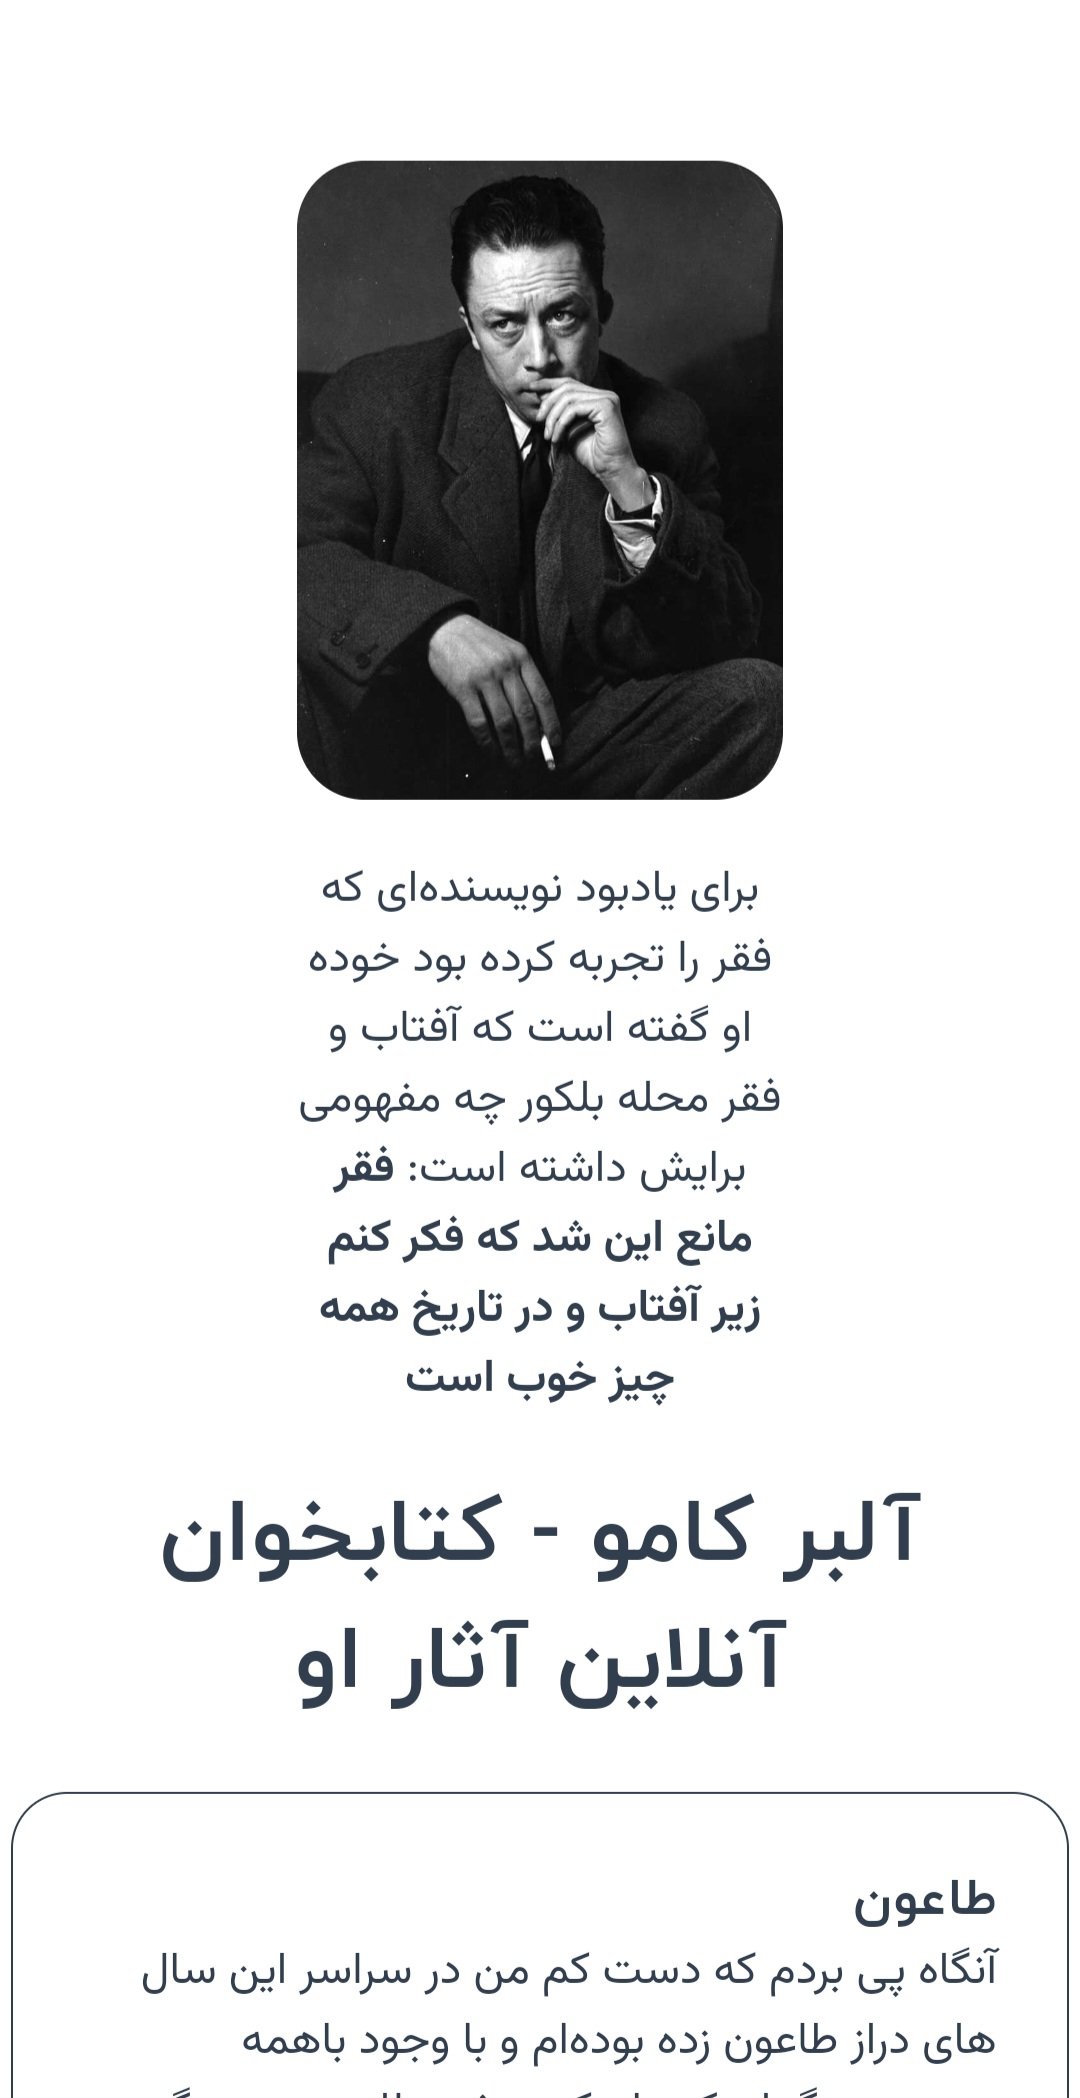 برای یادبود نویسنده‌ای که
فقر را تجربه کرده بود خوده
او گفته است که آفتاب و
فقر محله بلکور چه مفهومی
برایش داشته است: فقر
مانع این شد که فکر کنم
زیر آفتاب و در تاریخ همه
چیز خوب است
آلبر کامو - کتابخوان
آنلاین آثار او
طاعون
آنگاه پی بردم که دست کم من در سراسر این سال
های دراز طاعون زده بوده‌ام و با وجود باهمه